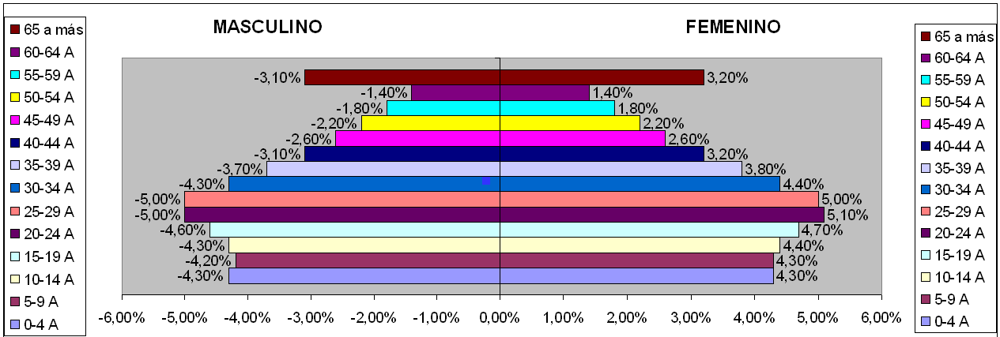 MASCULINO
FEMENINO
65 a más
60-64 A
55-59 A
50-54 A
45-49 A
40-44 A
35-39 A
30-34 A
25-29 A
20-24 A
15-19 A
10-14 A
5-9 A
0-4 A
-3,10% 3,20%
-1,40% 1,40%
-1,80% 1,80%
-2,20% 2,20%
-2,60% 2,60%
-3,10% 3,20%
-3,70% 3,80%
-4,30% 4,40%
-5,00% 5,00%
-5,00% 5,10%
-4,60% 4,70%
-4,30% 4,40%
-4,20% 4,30%
-4,30% 4,30%
-6,00% -5,00% -4,00% -3,00% -2,00% -1,00% 0,00% 1,00% 2,00% 3,00% 4,00% 5,00% 6,00%
65 a más
60-64 A
55-59 A
50-54 A
45-49 A
40-44 A
35-39 A
30-34 A
25-29 A
20-24 A
15-19 A
10-14 A
5-9 A
0-4 A